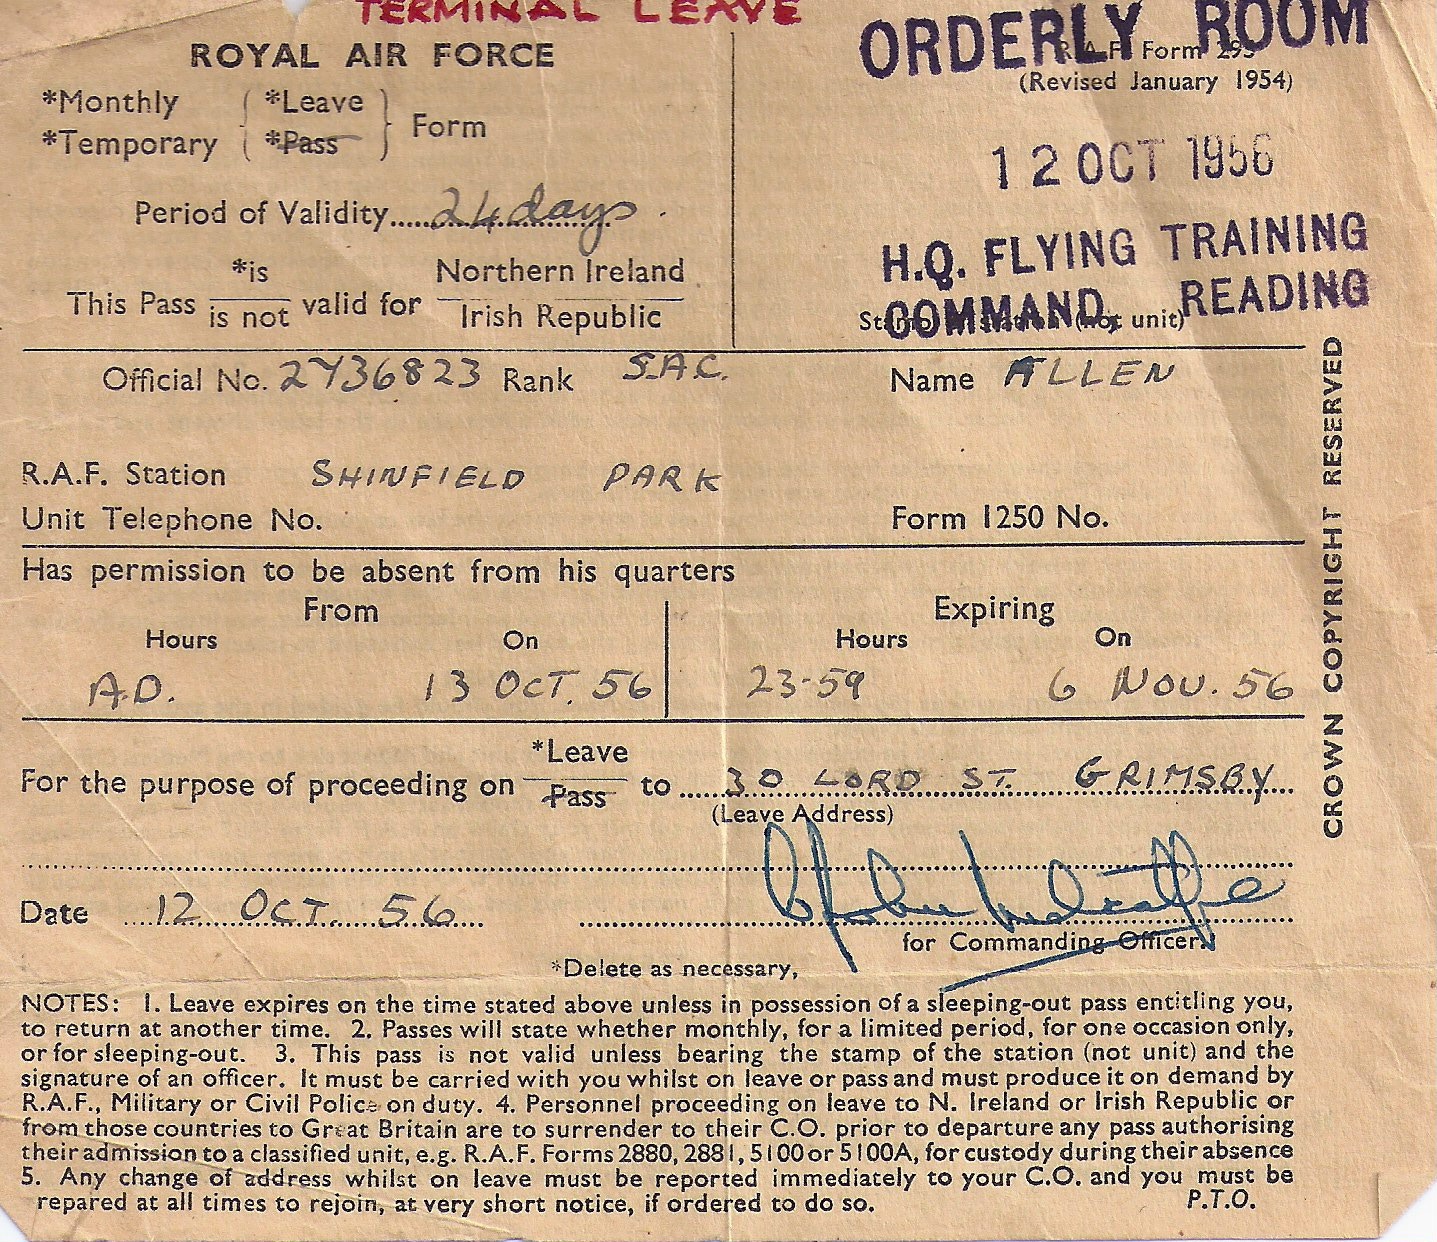 TERMINAL LEAVE
ROYAL AIR FORCE
*Monthly *Leave
*Temporary *Pass Form
Period of Validity......24 days.
*is Northern Ireland
This Pass is not valid for Irish Republic
ORDERLY ROOM
R.A.F. Form 295
(Revised January 1954)
12 OCT 1956
H.Q. FLYING TRAINING
COMMAND, READING
Stamp of Station (not unit)
Official No. 2736823 Rank S.A.C. Name ALLEN
R.A.F. Station SHINFIELD PARK
Unit Telephone No. Form 1250 No.
Has permission to be absent from his quarters
From Expiring
Hours On Hours On
A.D. 13 OCT. 56 23-59 6 NOV. 56
*Leave
For the purpose of proceeding on Pass to 30 LORD ST. GRIMSBY
(Leave Address)
Date 12 OCT. 56
for Commanding Officer.
*Delete as necessary,
NOTES: 1. Leave expires on the time stated above unless in possession of a sleeping-out pass entitling you,
to return at another time. 2. Passes will state whether monthly, for a limited period, for one occasion only,
or for sleeping-out. 3. This pass is not valid unless bearing the stamp of the station (not unit) and the
signature of an officer. It must be carried with you whilst on leave or pass and must produce it on demand by
R.A.F., Military or Civil Police on duty. 4. Personnel proceeding on leave to N. Ireland or Irish Republic or
from those countries to Great Britain are to surrender to their C.O. prior to departure any pass authorising
their admission to a classified unit, e.g. R.A.F. Forms 2880, 2881, 5100 or 5100A, for custody during their absence
5. Any change of address whilst on leave must be reported immediately to your C.O. and you must be
repared at all times to rejoin, at very short notice, if ordered to do so. P.T.O.
CROWN COPYRIGHT RESERVED